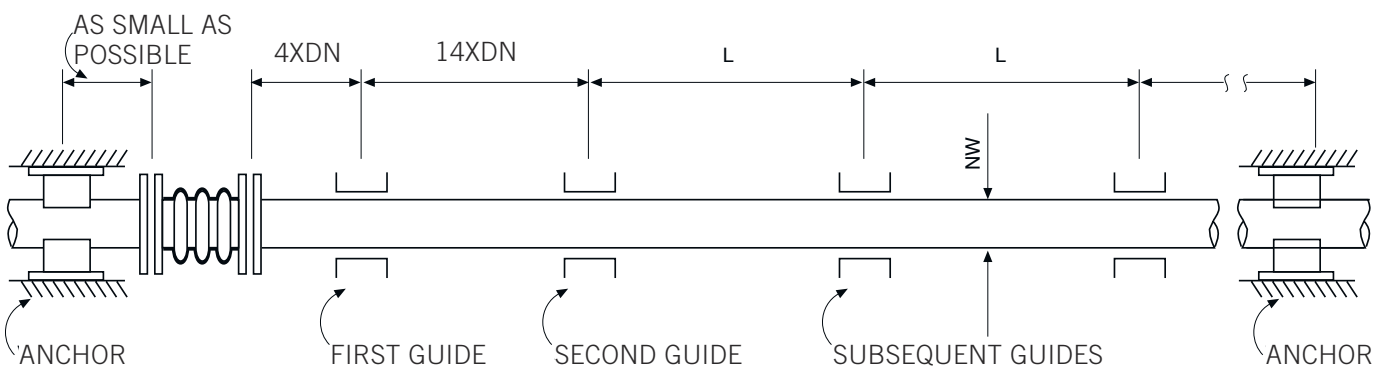 AS SMALL AS
POSSIBLE
4XDN
14XDN
L
L
NW
ANCHOR
FIRST GUIDE
SECOND GUIDE
SUBSEQUENT GUIDES
ANCHOR